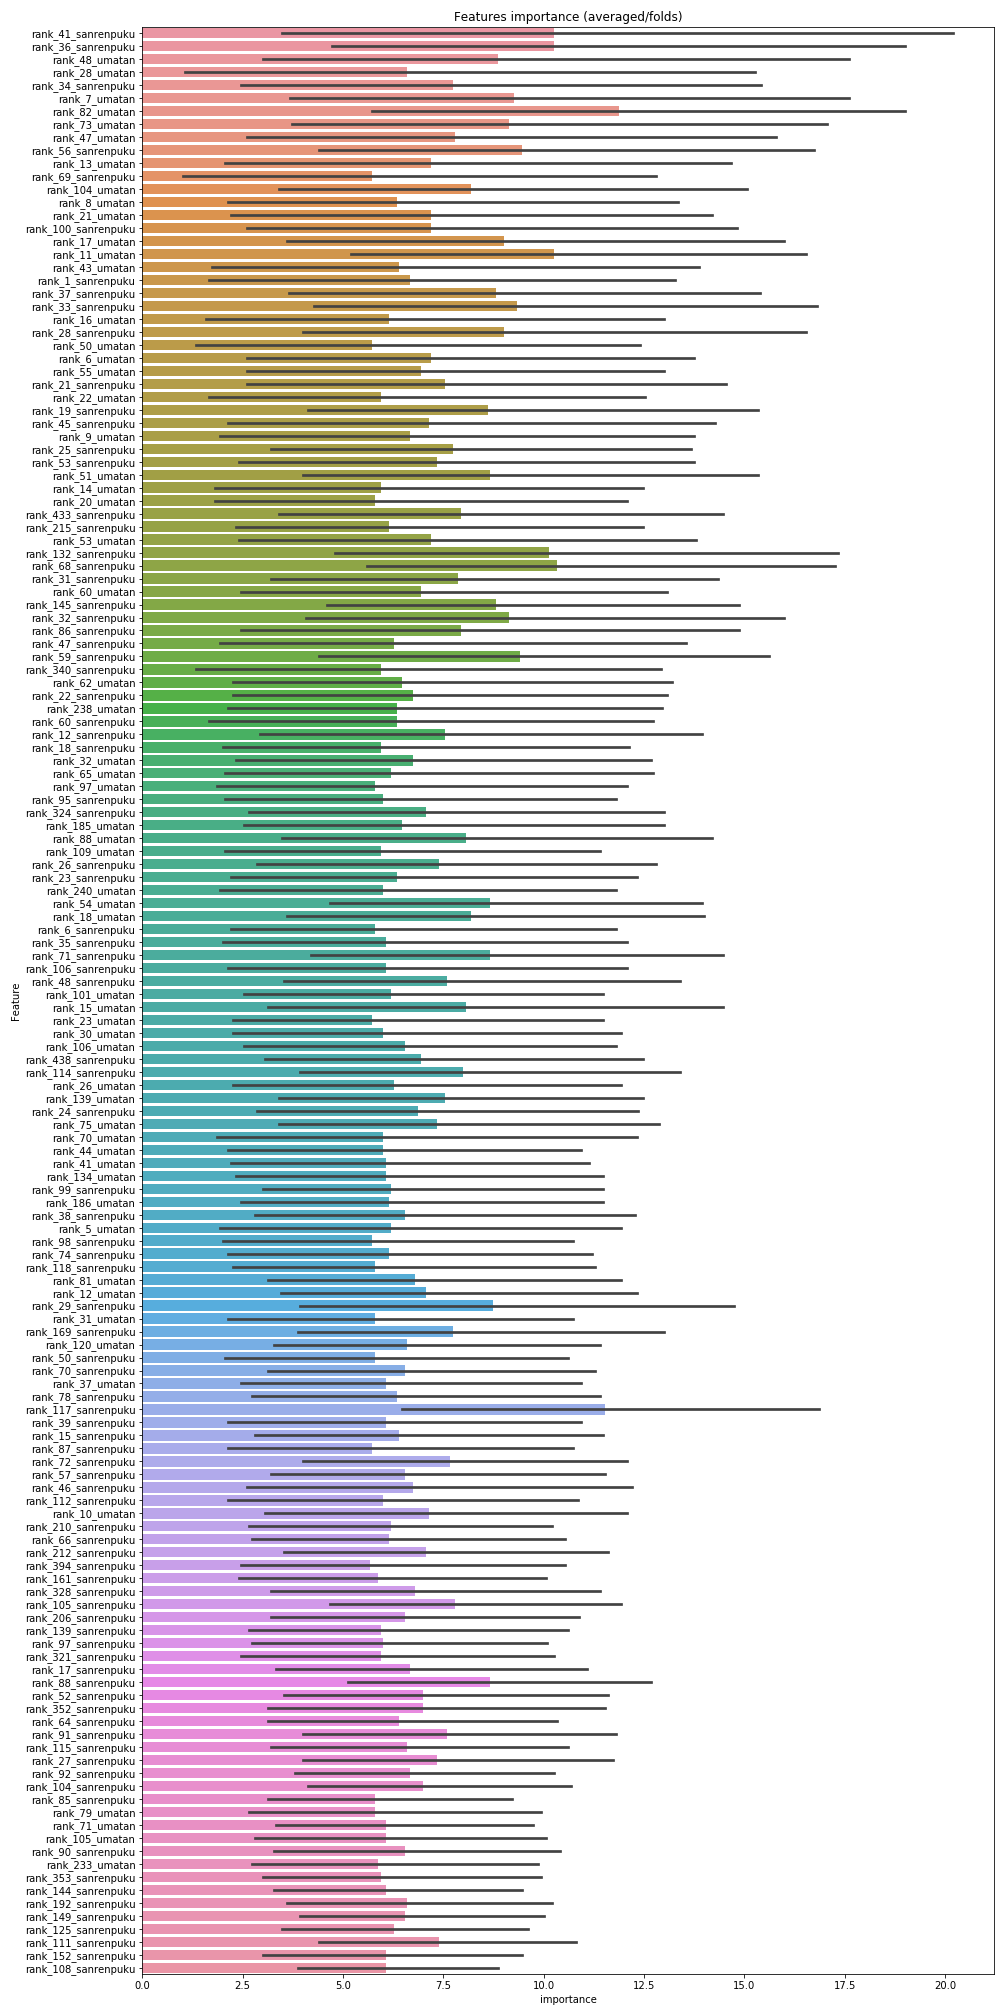 Features importance (averaged/folds)
Feature
rank_41_sanrenpuku
rank_36_sanrenpuku
rank_48_umatan
rank_28_umatan
rank_34_sanrenpuku
rank_7_umatan
rank_82_umatan
rank_73_umatan
rank_47_umatan
rank_56_sanrenpuku
rank_13_umatan
rank_69_sanrenpuku
rank_104_umatan
rank_8_umatan
rank_21_umatan
rank_100_sanrenpuku
rank_17_umatan
rank_11_umatan
rank_43_umatan
rank_1_sanrenpuku
rank_37_sanrenpuku
rank_33_sanrenpuku
rank_16_umatan
rank_28_sanrenpuku
rank_50_umatan
rank_6_umatan
rank_55_umatan
rank_21_sanrenpuku
rank_22_umatan
rank_19_sanrenpuku
rank_45_sanrenpuku
rank_9_umatan
rank_25_sanrenpuku
rank_53_sanrenpuku
rank_51_umatan
rank_14_umatan
rank_20_umatan
rank_433_sanrenpuku
rank_215_sanrenpuku
rank_53_umatan
rank_132_sanrenpuku
rank_68_sanrenpuku
rank_31_sanrenpuku
rank_60_umatan
rank_145_sanrenpuku
rank_32_sanrenpuku
rank_86_sanrenpuku
rank_47_sanrenpuku
rank_59_sanrenpuku
rank_340_sanrenpuku
rank_62_umatan
rank_22_sanrenpuku
rank_238_umatan
rank_60_sanrenpuku
rank_12_sanrenpuku
rank_18_sanrenpuku
rank_32_umatan
rank_65_umatan
rank_97_umatan
rank_95_sanrenpuku
rank_324_sanrenpuku
rank_185_umatan
rank_88_umatan
rank_109_umatan
rank_26_sanrenpuku
rank_23_sanrenpuku
rank_240_umatan
rank_54_umatan
rank_18_umatan
rank_6_sanrenpuku
rank_35_sanrenpuku
rank_71_sanrenpuku
rank_106_sanrenpuku
rank_48_sanrenpuku
rank_101_umatan
rank_15_umatan
rank_23_umatan
rank_30_umatan
rank_106_umatan
rank_438_sanrenpuku
rank_114_sanrenpuku
rank_26_umatan
rank_139_umatan
rank_24_sanrenpuku
rank_75_umatan
rank_70_umatan
rank_44_umatan
rank_41_umatan
rank_134_umatan
rank_99_sanrenpuku
rank_186_umatan
rank_38_sanrenpuku
rank_5_umatan
rank_98_umatan
rank_74_umatan
rank_118_umatan
rank_81_umatan
rank_12_umatan
rank_29_sanrenpuku
rank_31_umatan
rank_169_sanrenpuku
rank_120_umatan
rank_50_sanrenpuku
rank_70_sanrenpuku
rank_37_umatan
rank_78_sanrenpuku
rank_117_sanrenpuku
rank_39_umatan
rank_15_sanrenpuku
rank_87_umatan
rank_72_sanrenpuku
rank_57_sanrenpuku
rank_46_sanrenpuku
rank_112_sanrenpuku
rank_10_umatan
rank_210_sanrenpuku
rank_66_sanrenpuku
rank_212_sanrenpuku
rank_394_sanrenpuku
rank_161_sanrenpuku
rank_328_sanrenpuku
rank_105_sanrenpuku
rank_206_sanrenpuku
rank_139_sanrenpuku
rank_97_sanrenpuku
rank_321_sanrenpuku
rank_17_sanrenpuku
rank_88_sanrenpuku
rank_52_sanrenpuku
rank_352_sanrenpuku
rank_64_sanrenpuku
rank_91_sanrenpuku
rank_115_sanrenpuku
rank_27_sanrenpuku
rank_92_sanrenpuku
rank_104_sanrenpuku
rank_85_sanrenpuku
rank_79_umatan
rank_71_umatan
rank_105_umatan
rank_90_sanrenpuku
rank_233_umatan
rank_353_sanrenpuku
rank_144_sanrenpuku
rank_192_sanrenpuku
rank_149_sanrenpuku
rank_125_sanrenpuku
rank_111_sanrenpuku
rank_152_sanrenpuku
rank_108_sanrenpuku
0.0 2.5 5.0 7.5 10.0 12.5 15.0 17.5 20.0
importance